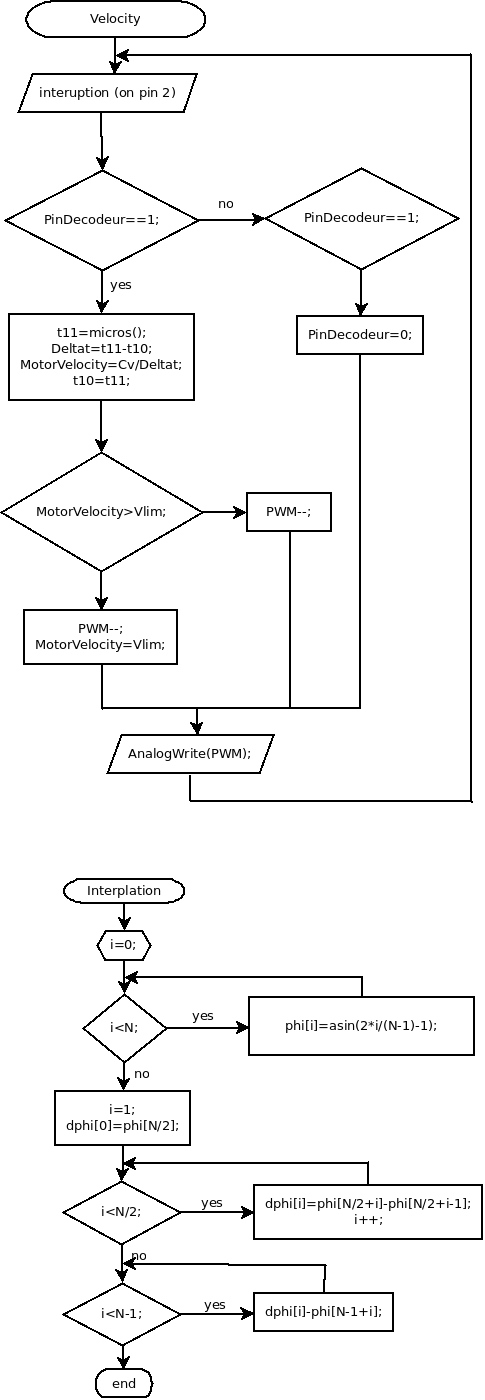 Velocity
interuption (on pin 2)
PinDecodeur==1;
no
PinDecodeur==1;
yes
t11=micros();
Deltat=t11-t10;
MotorVelocity=Cv/Deltat;
t10=t11;
PinDecodeur=0;
MotorVelocity>Vlim;
PWM--;
PWM--;
MotorVelocity=Vlim;
AnalogWrite(PWM);
Interplation
i=0;
i<N;
yes
phi[i]=asin(2*i/(N-1)-1);
no
i=1;
dphi[0]=phi[N/2];
i<N/2;
yes
dphi[i]=phi[N/2+i]-phi[N/2+i-1];
i++;
no
i<N-1;
yes
dphi[i]-phi[N-1+i];
end